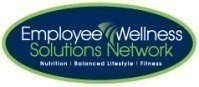 Employee Wellness
Solutions Network
Nutrition | Balanced Lifestyle | Fitness